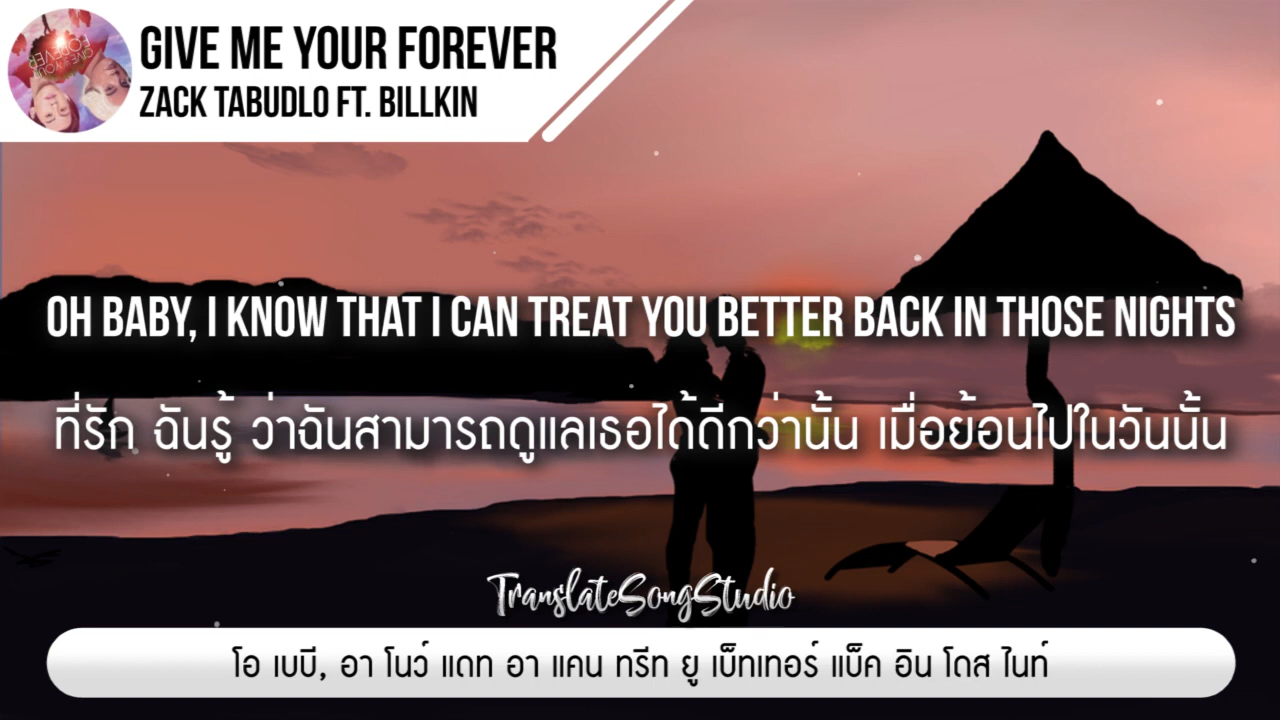 GIVE ME YOUR FOREVER
ZACK TABUDLO FT. BILLKIN
OH BABY, I KNOW THAT I CAN TREAT YOU BETTER BACK IN THOSE NIGHTS
ที่รัก ฉันรู้ ว่าฉันสามารถดูแลเธอได้ดีกว่านั้น เมื่อย้อนไปในวันนั้น
TranslateSongStudio
โอ เบบี, อา โนว์ แดท อา แคน ทรีท ยู เบ็ทเทอร์ แบ็ค อิน โดส ไนท์